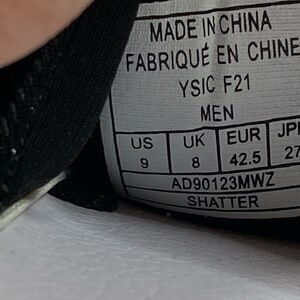 MADE IN CHINA
FABRIQUÉ EN CHINE
YSIC F21
MEN
US UK EUR JP
9 8 42.5 27
AD90123MWZ
SHATTER